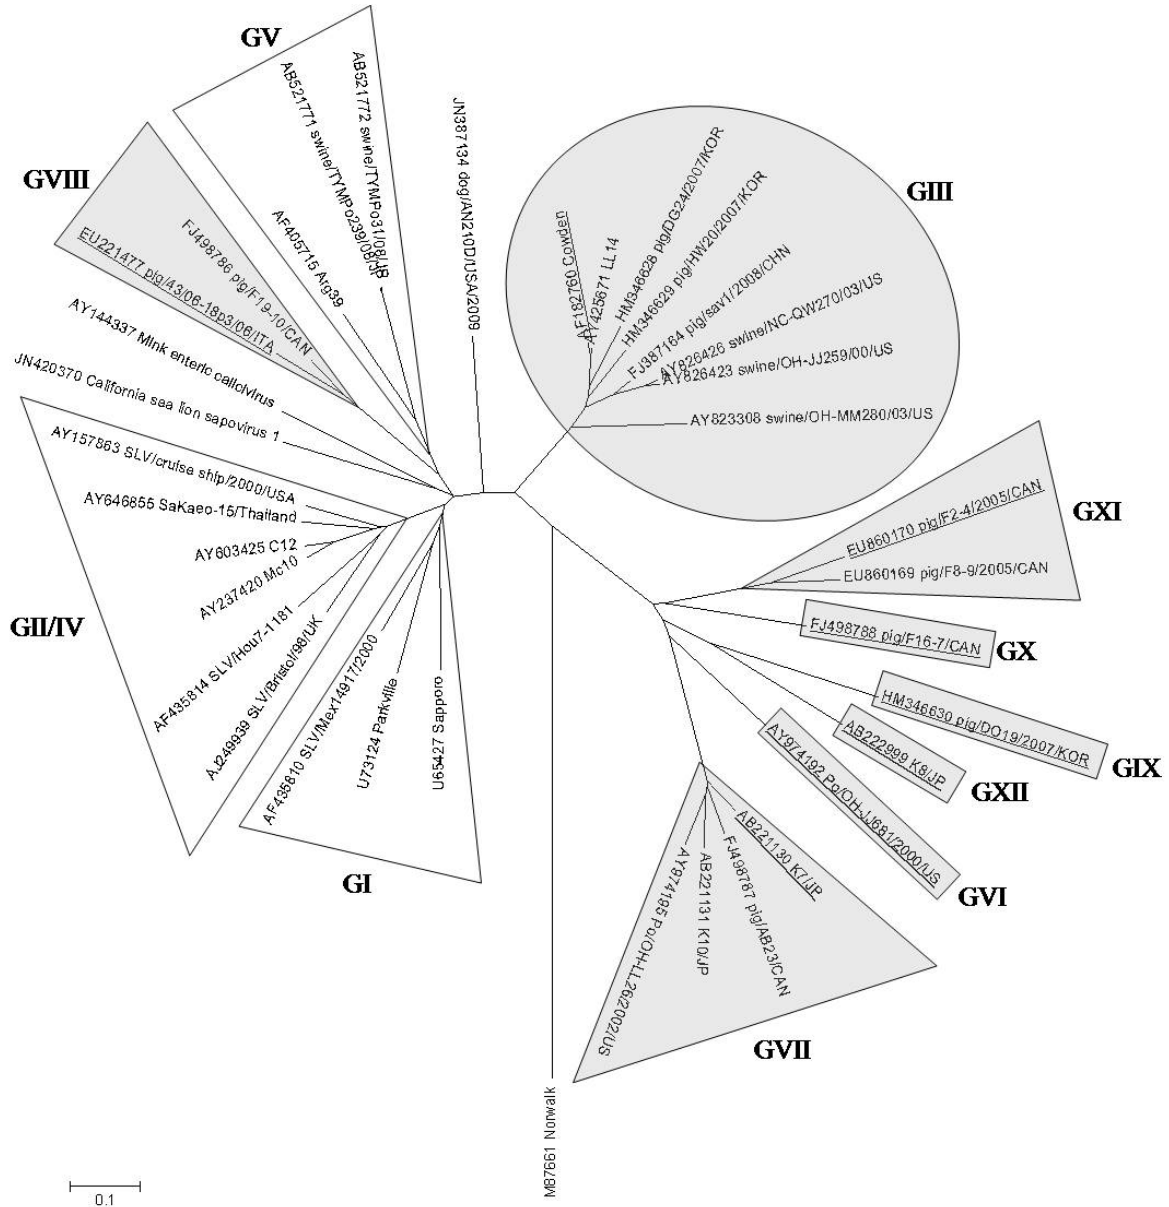 GV
AB521772 swine/TYMPo31/08/JP
AB521771 swine/TYMPo239/08/JP
AF405715 Arg39
JN387134 dog/AN210D/USA/2009
GVIII
FJ498786 pig/F19-10/CAN
EU221477 pig/43/06-18p3/06/ITA
AY144337 Mink enteric calicivirus
JN420370 California sea lion sapovirus 1
GIII
AF182760 Cowden
AY425671 LL14
HM346628 pig/DG24/2007/KOR
HM346629 pig/HW20/2007/KOR
FJ387164 pig/sav1/2008/CHN
AY826426 swine/NC-QW270/03/US
AY826423 swine/OH-JJ259/00/US
AY823308 swine/OH-MM280/03/US
GII/IV
AY157863 SLV/cruise ship/2000/USA
AY646855 SaKaeo-15/Thailand
AY603425 C12
AY237420 Mc10
AF435814 SLV/Hou7-1181
AJ249939 SLV/Bristol/98/UK
GI
AF435810 SLV/Mex14917/2000
U73124 Parkville
U65427 Sapporo
GXI
EU860170 pig/F2-4/2005/CAN
EU860169 pig/F8-9/2005/CAN
FJ498788 pig/F16-7/CAN
GX
HM346630 pig/DO19/2007/KOR
GIX
AB222999 K8/JP
GXII
AY974192 Po/OH-JJ681/2000/US
GVI
AB221130 K7/JP
FJ498787 pig/AB23/CAN
AB221131 K10/JP
AY974195 Po/OH-LL26/2002/US
GVII
M87661 Norwalk
0.1